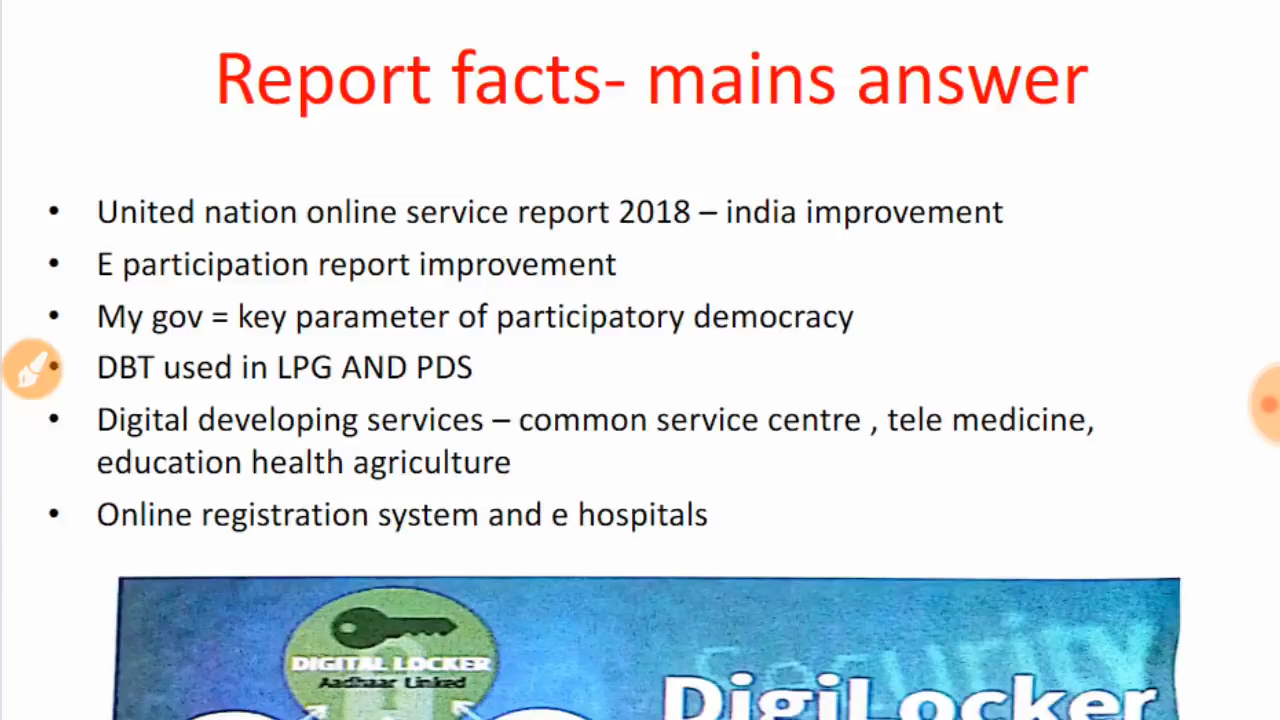 Report facts- mains answer
• United nation online service report 2018 – india improvement
• E participation report improvement
• My gov = key parameter of participatory democracy
• DBT used in LPG AND PDS
• Digital developing services – common service centre , tele medicine,
education health agriculture
• Online registration system and e hospitals
Security
DIGITAL LOCKER
Aadhaar Linked
DigiLocker